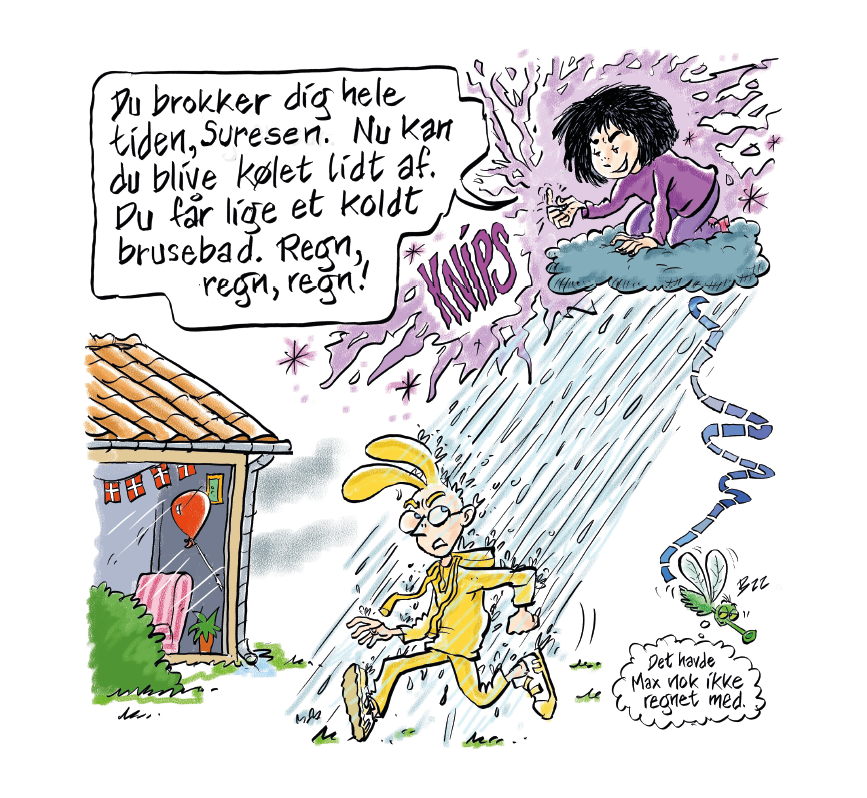 Du brokker dig hele
tiden, Suresen. Nu kan
du blive kølet lidt af.
Du får lige et koldt
brusebad. Regn,
regn, regn!
KNIPS
Bzz
Det havde
Max nok ikke
regnet med.